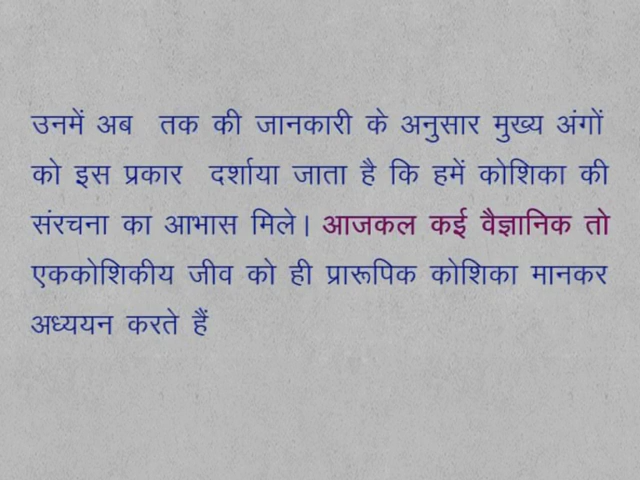 उनमें अब तक की जानकारी के अनुसार मुख्य अंगों
को इस प्रकार दर्शाया जाता है कि हमें कोशिका की
संरचना का आभास मिले। आजकल कई वैज्ञानिक तो
एककोशिकीय जीव को ही प्रारूपिक कोशिका मानकर
अध्ययन करते हैं